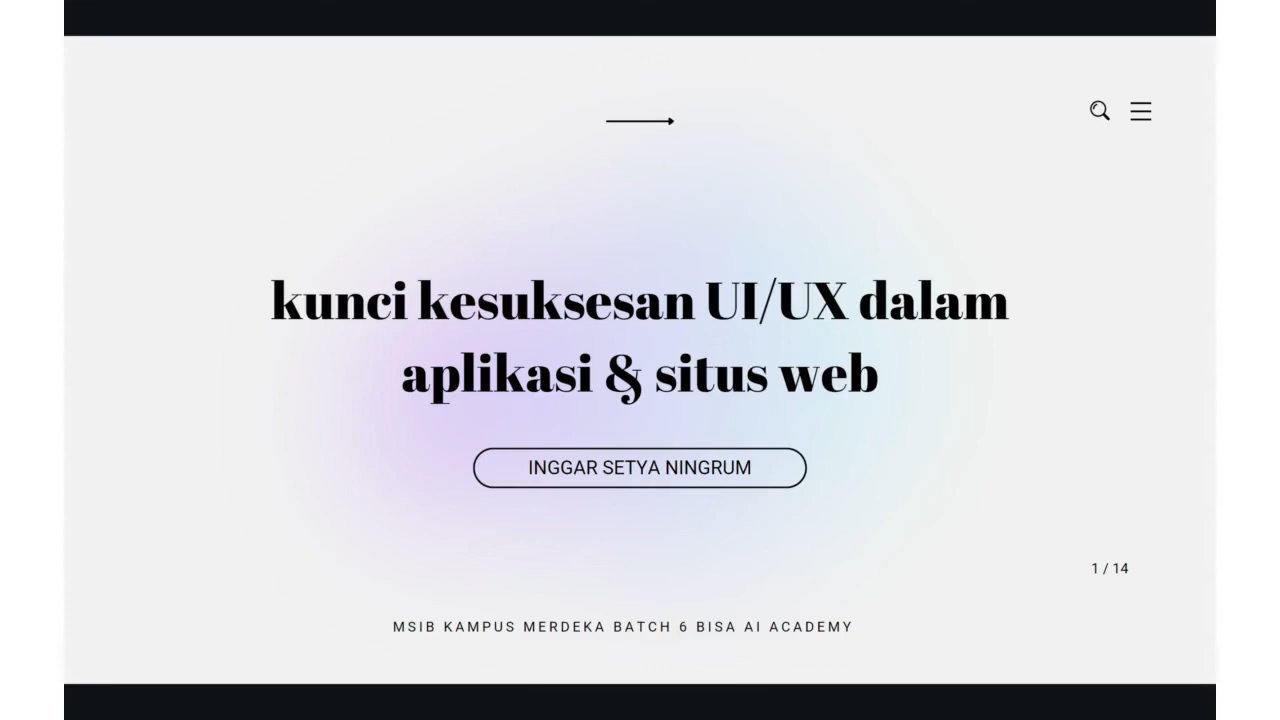 kunci kesuksesan UI/UX dalam
aplikasi & situs web
INGGAR SETYA NINGRUM
1 / 14
MSIB KAMPUS MERDEKA BATCH 6 BISA AI ACADEMY